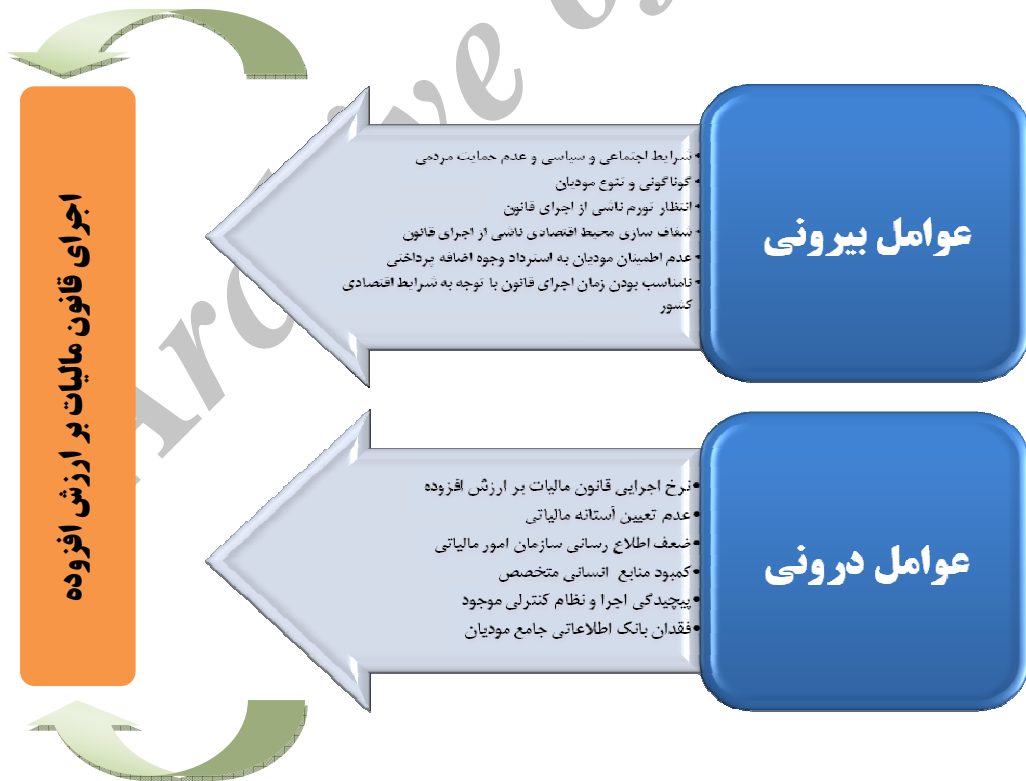 Archive of
عوامل بیرونی
• شرایط اجتماعی و سیاسی و عدم حمایت مردمی
• گوناگونی و تنوع مودیان
• انتظار تورم ناشی از اجرای قانون
• شفاف سازی محیط اقتصادی ناشی از اجرای قانون
• عدم اطمینان مودیان به استرداد وجوه اضافه پرداختی
• نامناسب بودن زمان اجرای قانون با توجه به شرایط اقتصادی
کشور
عوامل درونی
• نرخ اجرایی قانون مالیات بر ارزش افزوده
• عدم تعیین آستانه مالیاتی
• ضعف اطلاع رسانی سازمان امور مالیاتی
• کمبود منابع انسانی متخصص
• پیچیدگی اجرا و نظام کنترلی موجود
• فقدان بانک اطلاعاتی جامع مودیان
اجرای قانون مالیات بر ارزش افزوده